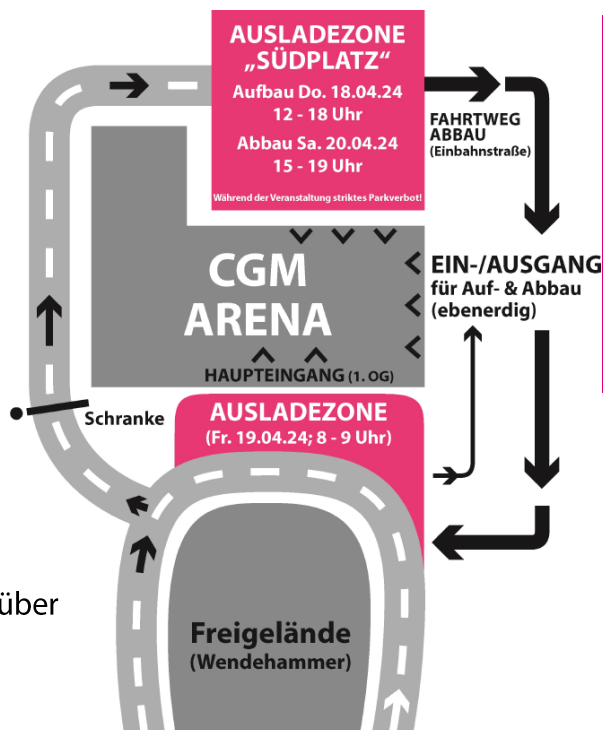 AUSLADEZONE
„SÜDPLATZ“
Aufbau Do. 18.04.24
12 - 18 Uhr
Abbau Sa. 20.04.24
15 - 19 Uhr
Während der Veranstaltung striktes Parkverbot!
FAHRTWEG
ABBAU
(Einbahnstraße)
CGM
ARENA
EIN-/AUSGANG
für Auf- & Abbau
(ebenerdig)
HAUPTEINGANG (1. OG)
Schranke
AUSLADEZONE
(Fr. 19.04.24; 8 - 9 Uhr)
über
Freigelände
(Wendehammer)